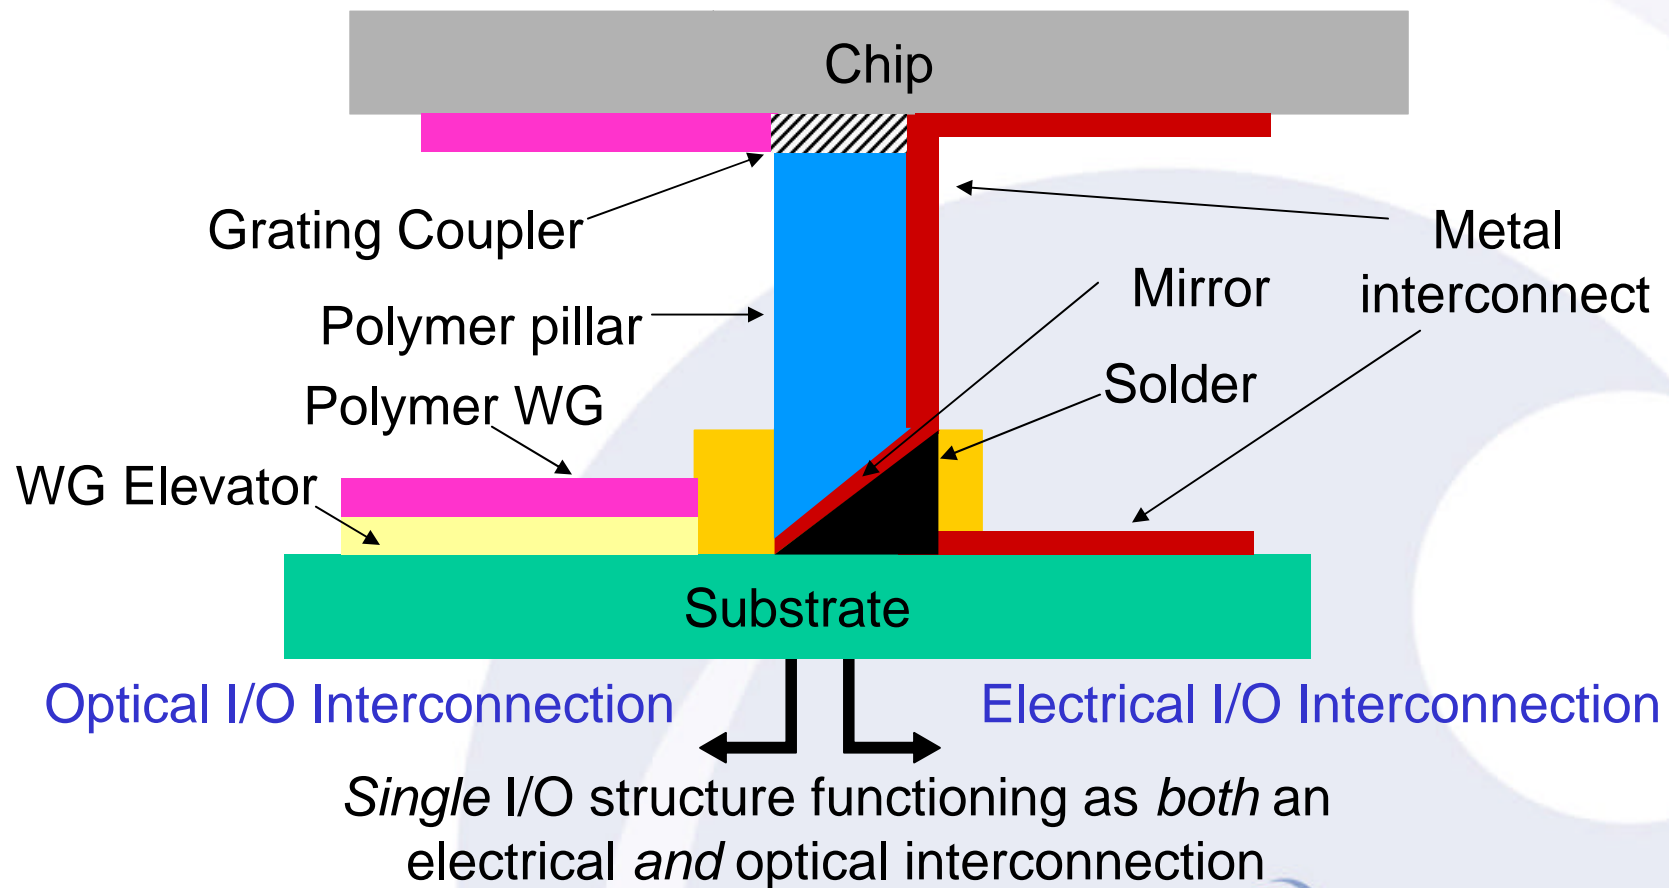 Chip
Grating Coupler
Metal
interconnect
Mirror
Polymer pillar
Solder
Polymer WG
WG Elevator
Substrate
Optical I/O Interconnection
Electrical I/O Interconnection
Single I/O structure functioning as both an
electrical and optical interconnection